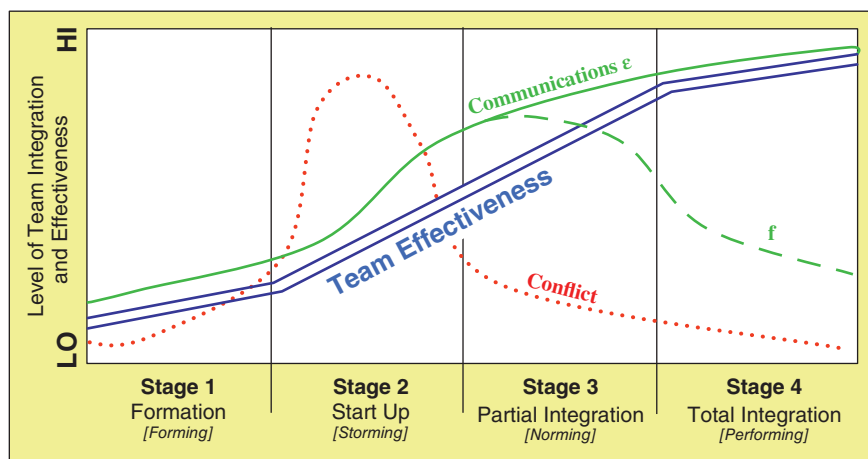 HI
Level of Team Integration
and Effectiveness
LO
Communications ε
Team Effectiveness
f
Conflict
Stage 1
Formation
[Forming]
Stage 2
Start Up
[Storming]
Stage 3
Partial Integration
[Norming]
Stage 4
Total Integration
[Performing]